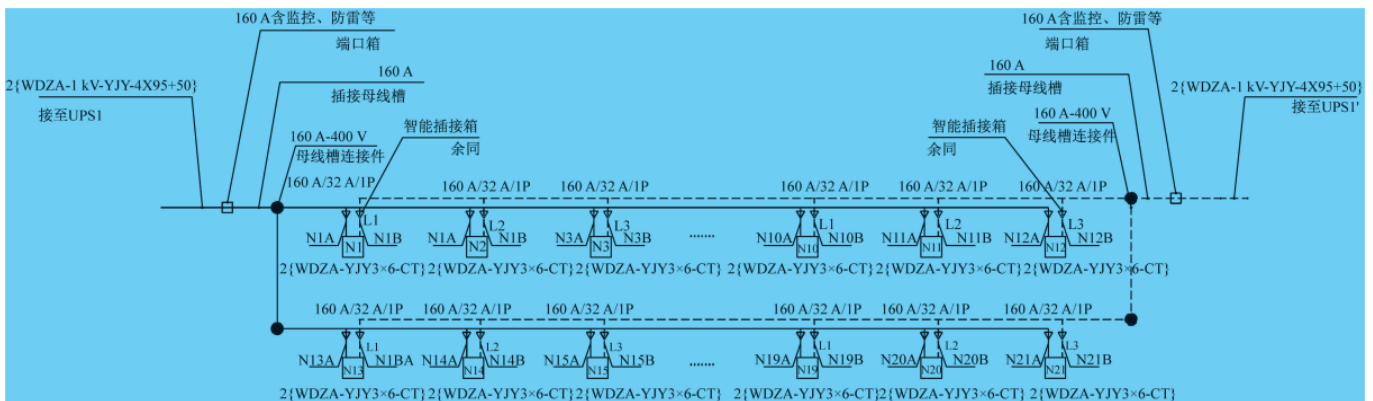 160 A含监控、防雷等
端口箱
160 A
插接母线槽
2{WDZA-1 kV-YJY-4X95+50}
接至UPS1
160 A-400 V
母线槽连接件
智能插接箱
余同
160 A含监控、防雷等
端口箱
160 A
插接母线槽
2{WDZA-1 kV-YJY-4X95+50}
接至UPS1'
160 A-400 V
母线槽连接件
智能插接箱
余同
160 A/32 A/1P 160 A/32 A/1P 160 A/32 A/1P 160 A/32 A/1P 160 A/32 A/1P 160 A/32 A/1P
L1 L2 L3 L1 L2 L3
N1A N1 N1B N1A N2 N1B N3A N3 N3B ....... N10A N10 N10B N11A N11 N11B N12A N12 N12B
2{WDZA-YJY3×6-CT} 2{WDZA-YJY3×6-CT} 2{WDZA-YJY3×6-CT} 2{WDZA-YJY3×6-CT} 2{WDZA-YJY3×6-CT} 2{WDZA-YJY3×6-CT}
160 A/32 A/1P 160 A/32 A/1P 160 A/32 A/1P 160 A/32 A/1P 160 A/32 A/1P 160 A/32 A/1P
L1 L2 L3 L1 L2 L3
N13A N13 N1BA N14A N14 N14B N15A N15 N15B ....... N19A N19 N19B N20A N20 N20B N21A N21 N21B
2{WDZA-YJY3×6-CT} 2{WDZA-YJY3×6-CT} 2{WDZA-YJY3×6-CT} 2{WDZA-YJY3×6-CT} 2{WDZA-YJY3×6-CT} 2{WDZA-YJY3×6-CT}